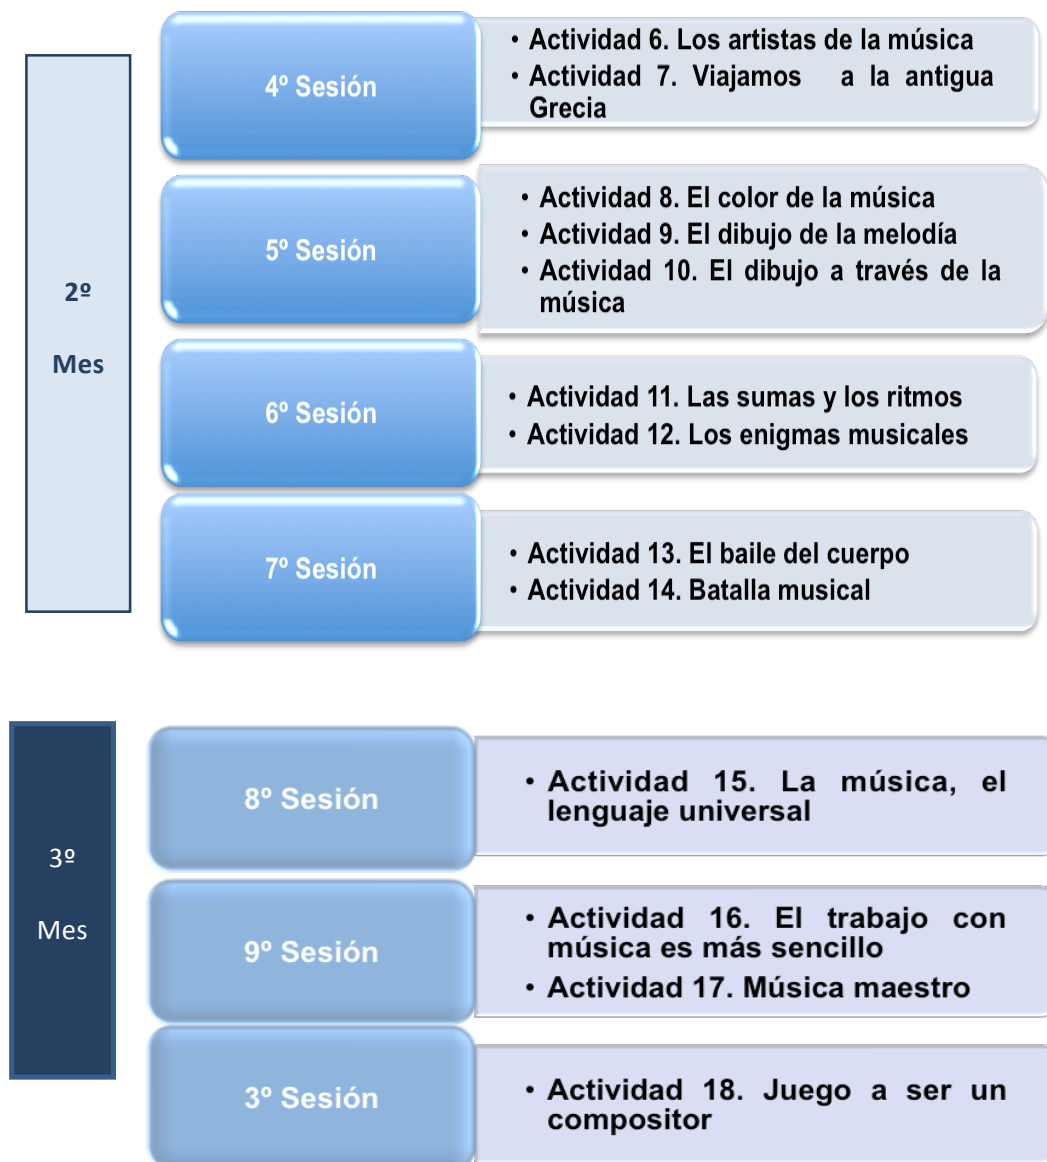 2º
Mes
4º Sesión
• Actividad 6. Los artistas de la música
• Actividad 7. Viajamos a la antigua
Grecia
5º Sesión
• Actividad 8. El color de la música
• Actividad 9. El dibujo de la melodía
• Actividad 10. El dibujo a través de la
música
6º Sesión
• Actividad 11. Las sumas y los ritmos
• Actividad 12. Los enigmas musicales
7º Sesión
• Actividad 13. El baile del cuerpo
• Actividad 14. Batalla musical
3º
Mes
8º Sesión
• Actividad 15. La música, el
lenguaje universal
9º Sesión
• Actividad 16. El trabajo con
música es más sencillo
• Actividad 17. Música maestro
3º Sesión
• Actividad 18. Juego a ser un
compositor